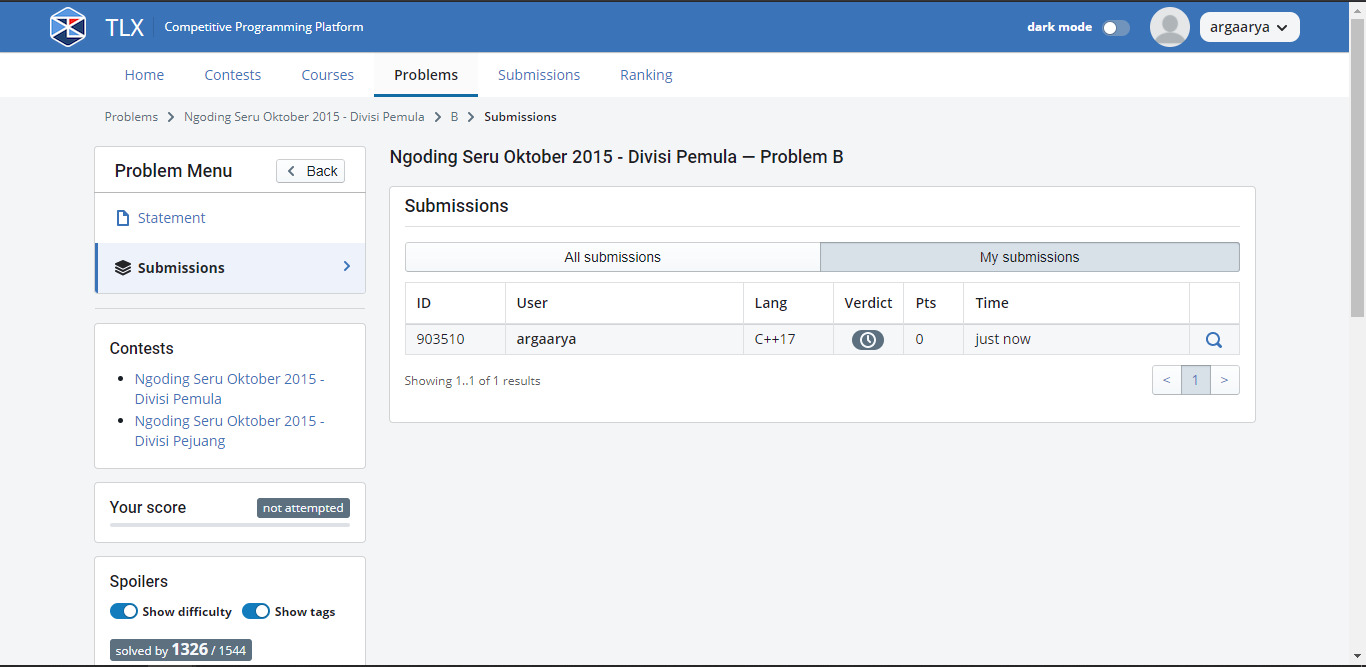 TLX Competitive Programming Platform dark mode argaarya
Home Contests Courses Problems Submissions Ranking
Problems Ngoding Seru Oktober 2015 - Divisi Pemula B Submissions
Problem Menu Back
Statement
Submissions
Contests
Ngoding Seru Oktober 2015 -
Divisi Pemula
Ngoding Seru Oktober 2015 -
Divisi Pejuang
Your score not attempted
Spoilers
Show difficulty Show tags
solved by 1326 / 1544
Ngoding Seru Oktober 2015 - Divisi Pemula — Problem B
Submissions
All submissions My submissions
ID User Lang Verdict Pts Time
903510 argaarya C++17 0 just now
Showing 1..1 of 1 results < 1 >